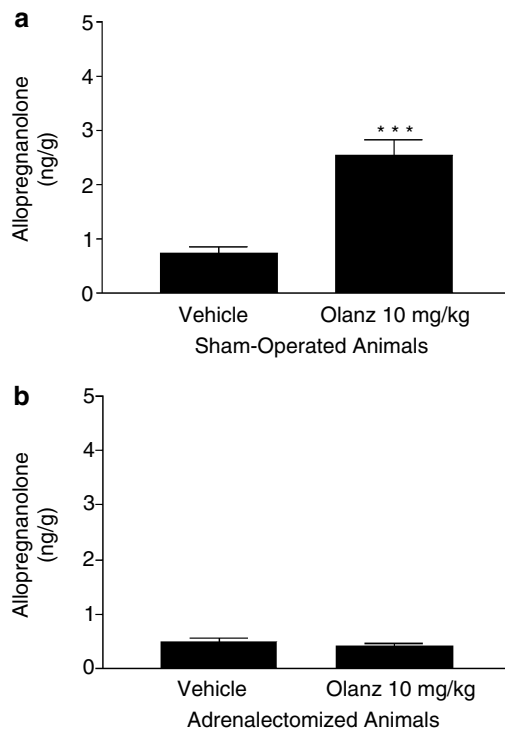 a
5
4
3
2
1
0
Allopregnanolone
(ng/g)
***
Vehicle Olanz 10 mg/kg
Sham-Operated Animals
b
5
4
3
2
1
0
Allopregnanolone
(ng/g)
Vehicle Olanz 10 mg/kg
Adrenalectomized Animals